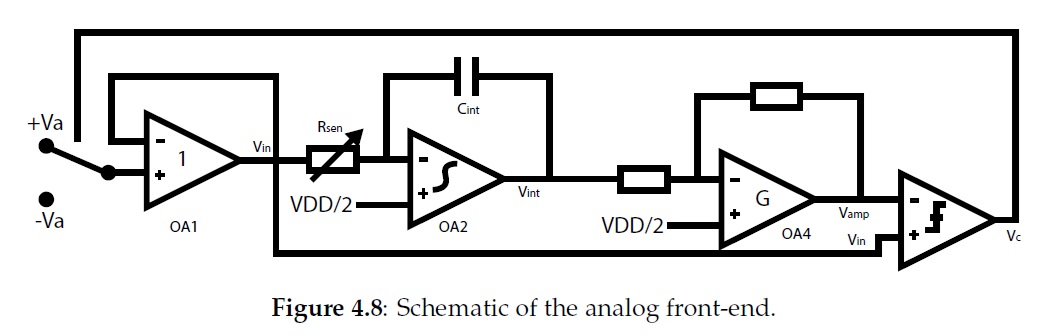 +Va
-Va
-
+
1
OA1
Vin
Rsen
VDD/2
Cint
-
+
OA2
Vint
VDD/2
-
+
G
OA4
Vamp
Vin
-
+
Vc
Figure 4.8: Schematic of the analog front-end.